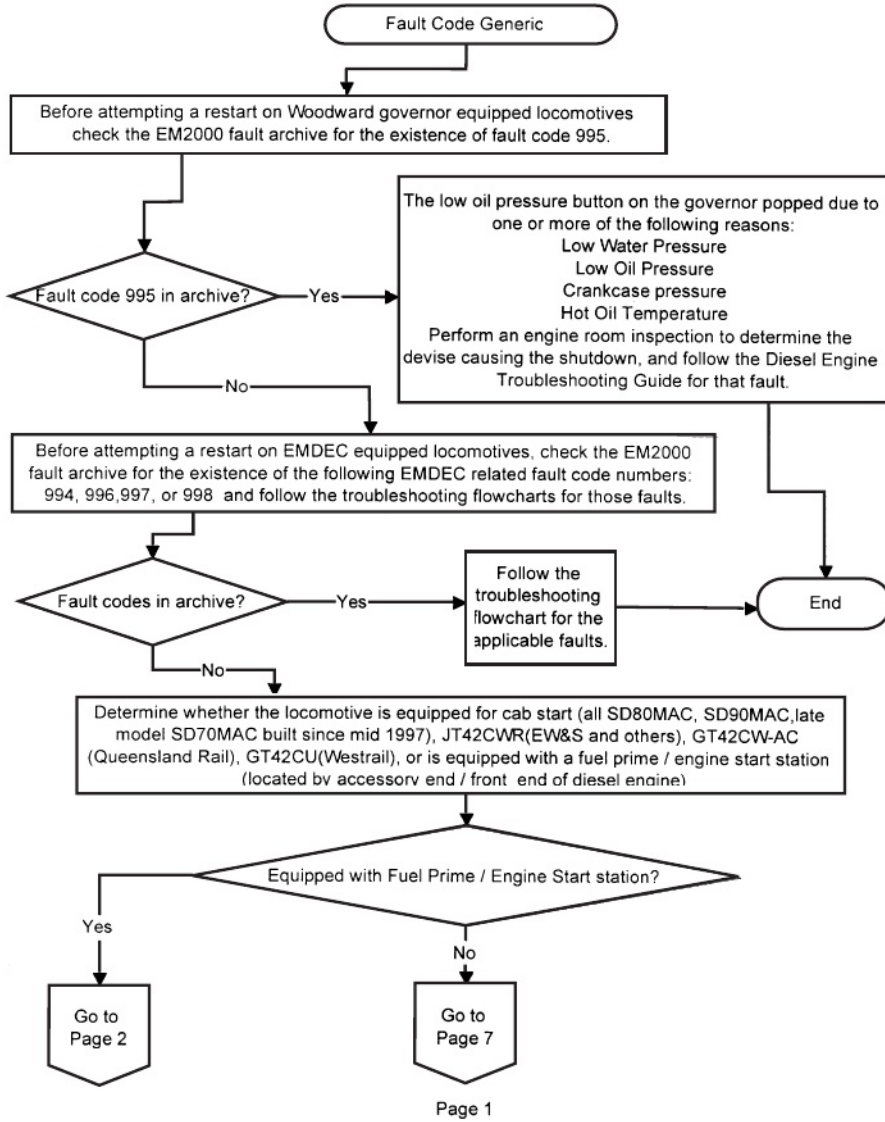 Fault Code Generic
Before attempting a restart on Woodward governor equipped locomotives
check the EM2000 fault archive for the existence of fault code 995.
The low oil pressure button on the governor popped due to
one or more of the following reasons:
Low Water Pressure
Low Oil Pressure
Crankcase pressure
Hot Oil Temperature
Perform an engine room inspection to determine the
devise causing the shutdown, and follow the Diesel Engine
Troubleshooting Guide for that fault.
Fault code 995 in archive?
Yes
No
Before attempting a restart on EMDEC equipped locomotives, check the EM2000
fault archive for the existence of the following EMDEC related fault code numbers:
994, 996,997, or 998 and follow the troubleshooting flowcharts for those faults.
Fault codes in archive?
Yes
Follow the
troubleshooting
flowchart for the
applicable faults.
End
No
Determine whether the locomotive is equipped for cab start (all SD80MAC, SD90MAC,late
model SD70MAC built since mid 1997), JT42CWR(EW&S and others), GT42CW-AC
(Queensland Rail), GT42CU(Westrail), or is equipped with a fuel prime / engine start station
(located by accessory end / front end of diesel engine)
Equipped with Fuel Prime / Engine Start station?
Yes
No
Go to
Page 2
Go to
Page 7
Page 1